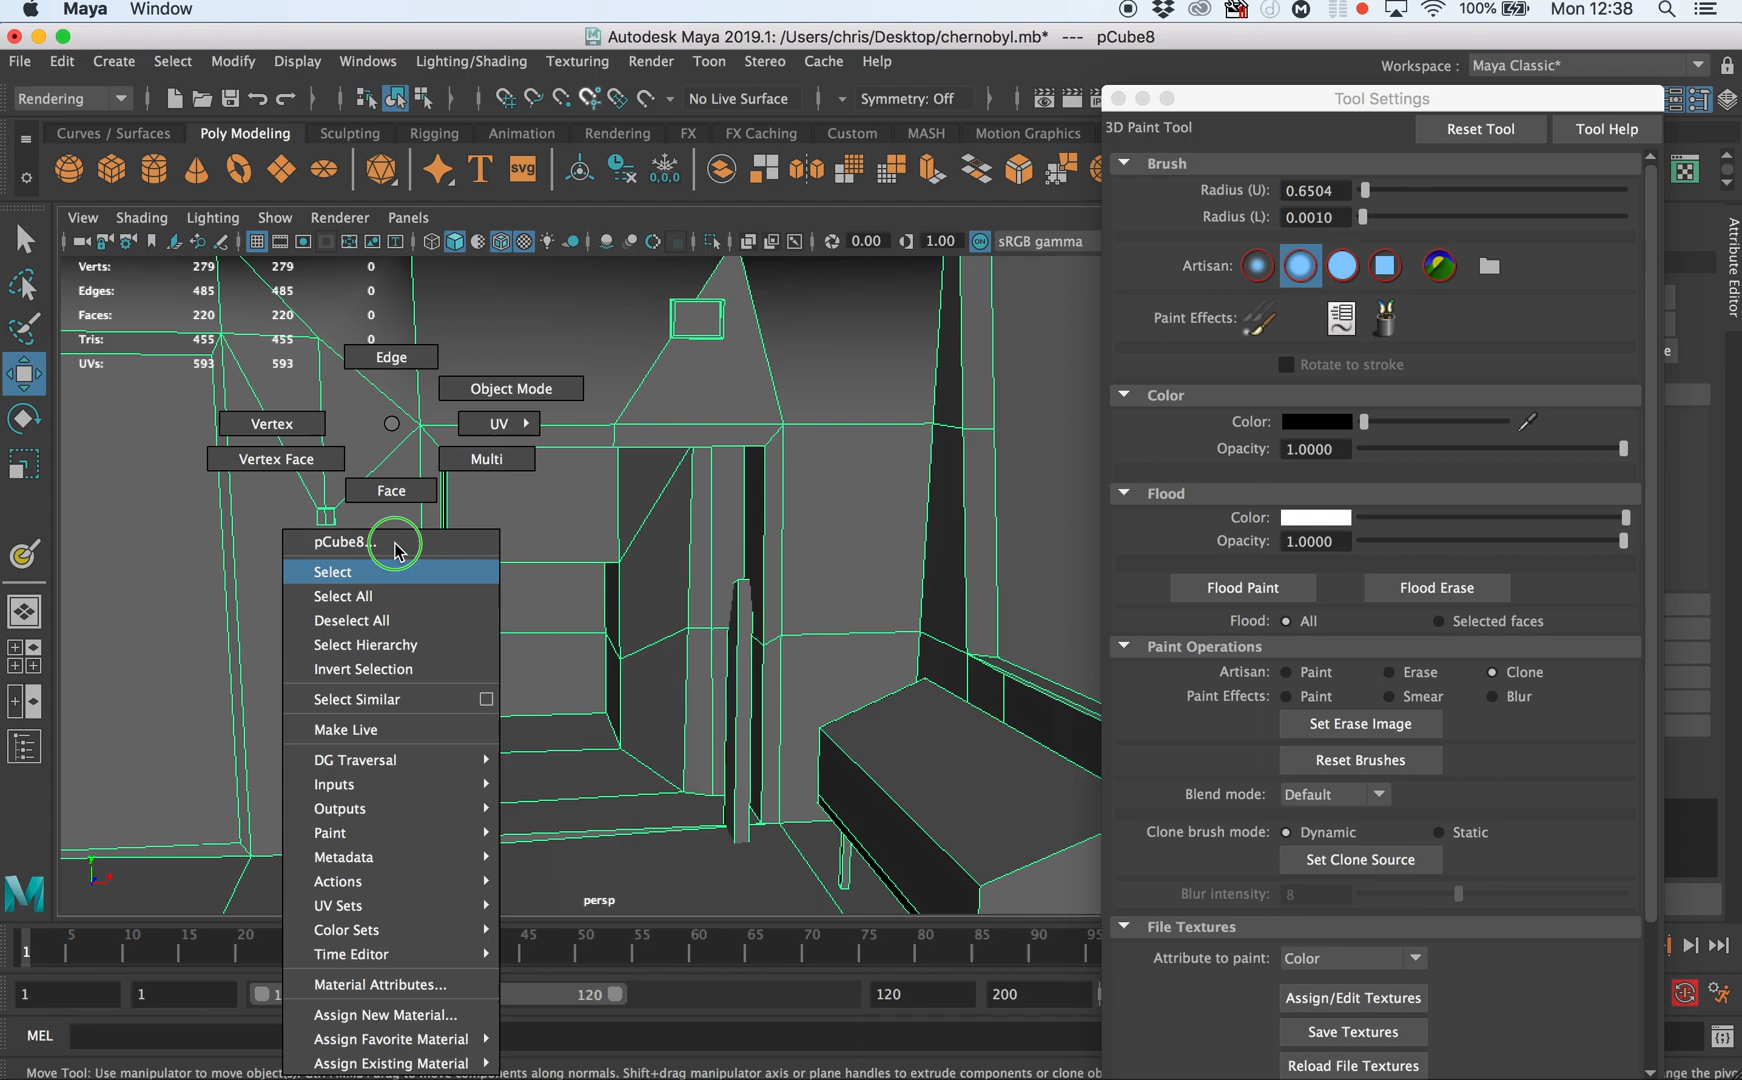 Maya Window 100% Mon 12:38
Autodesk Maya 2019.1: /Users/chris/Desktop/chernobyl.mb* --- pCube8
File Edit Create Select Modify Display Windows Lighting/Shading Texturing Render Toon Stereo Cache Help Workspace : Maya Classic*
Rendering No Live Surface Symmetry: Off
Tool Settings
3D Paint Tool Reset Tool Tool Help
Curves / Surfaces Poly Modeling Sculpting Rigging Animation Rendering FX FX Caching Custom MASH Motion Graphics
Brush
Radius (U): 0.6504
Radius (L): 0.0010
View Shading Lighting Show Renderer Panels
0.00 1.00 ON sRGB gamma
Artisan:
Attribute Editor
Verts: 279 279 0
Edges: 485 485 0
Faces: 220 220 0
Tris: 455 455 0
UVs: 593 593 0
Paint Effects:
Rotate to stroke
Edge
Object Mode
Vertex
UV
Vertex Face
Multi
Face
Color
Color:
Opacity: 1.0000
Flood
Color:
Opacity: 1.0000
Flood Paint Flood Erase
Flood: All Selected faces
Paint Operations
Artisan: Paint Erase Clone
Paint Effects: Paint Smear Blur
Set Erase Image
Reset Brushes
Blend mode: Default
Clone brush mode: Dynamic Static
Set Clone Source
Blur intensity: 8
File Textures
Attribute to paint: Color
Assign/Edit Textures
Save Textures
Reload File Textures
pCube8...
Select
Select All
Deselect All
Select Hierarchy
Invert Selection
Select Similar
Make Live
DG Traversal
Inputs
Outputs
Paint
Metadata
Actions
UV Sets
Color Sets
Time Editor
Material Attributes...
Assign New Material...
Assign Favorite Material
Assign Existing Material
persp
1 5 10 15 20 45 50 55 60 65 70 75 80 85 90 95
1 1 1 120 120 200
MEL